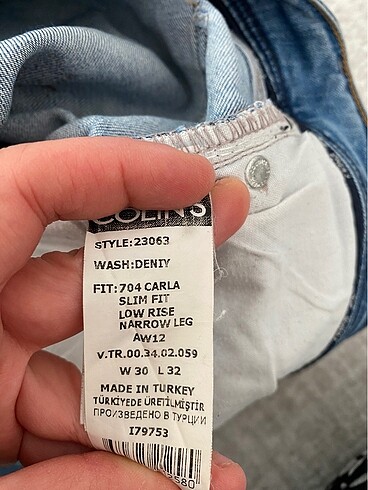 COLIN'S
STYLE:23063
WASH:DENIY
FIT:704 CARLA
SLIM FIT
LOW RISE
NARROW LEG
AW12
v.TR.00.34.02.059
W 30 L 32
MADE IN TURKEY
TÜRKİYEDE ÜRETİLMİŞTİR
ПРОИЗВЕДЕНО В ТУРЦИИ
I79753